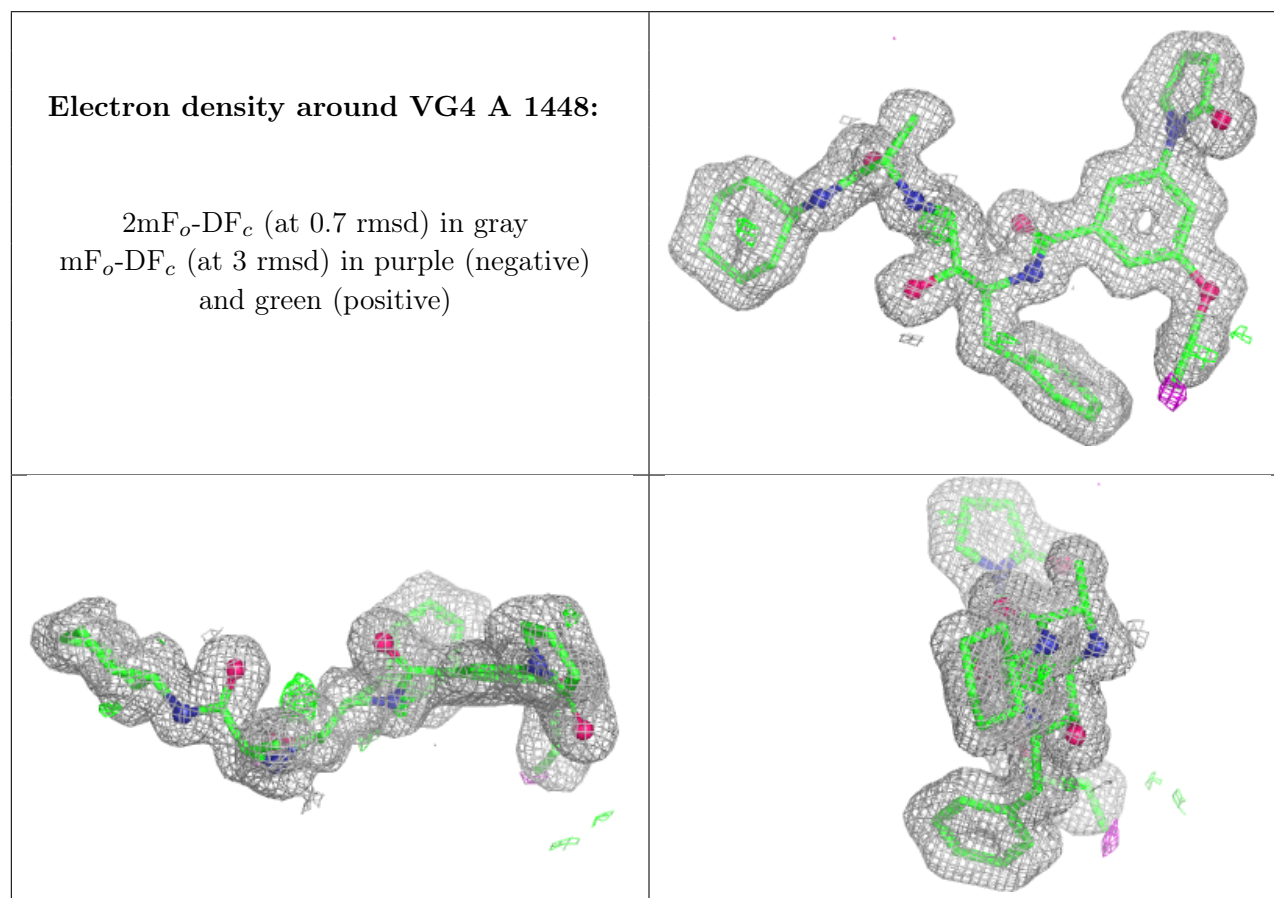 Electron density around VG4 A 1448:
2mFo-DFc (at 0.7 rmsd) in gray
mFo-DFc (at 3 rmsd) in purple (negative)
and green (positive)